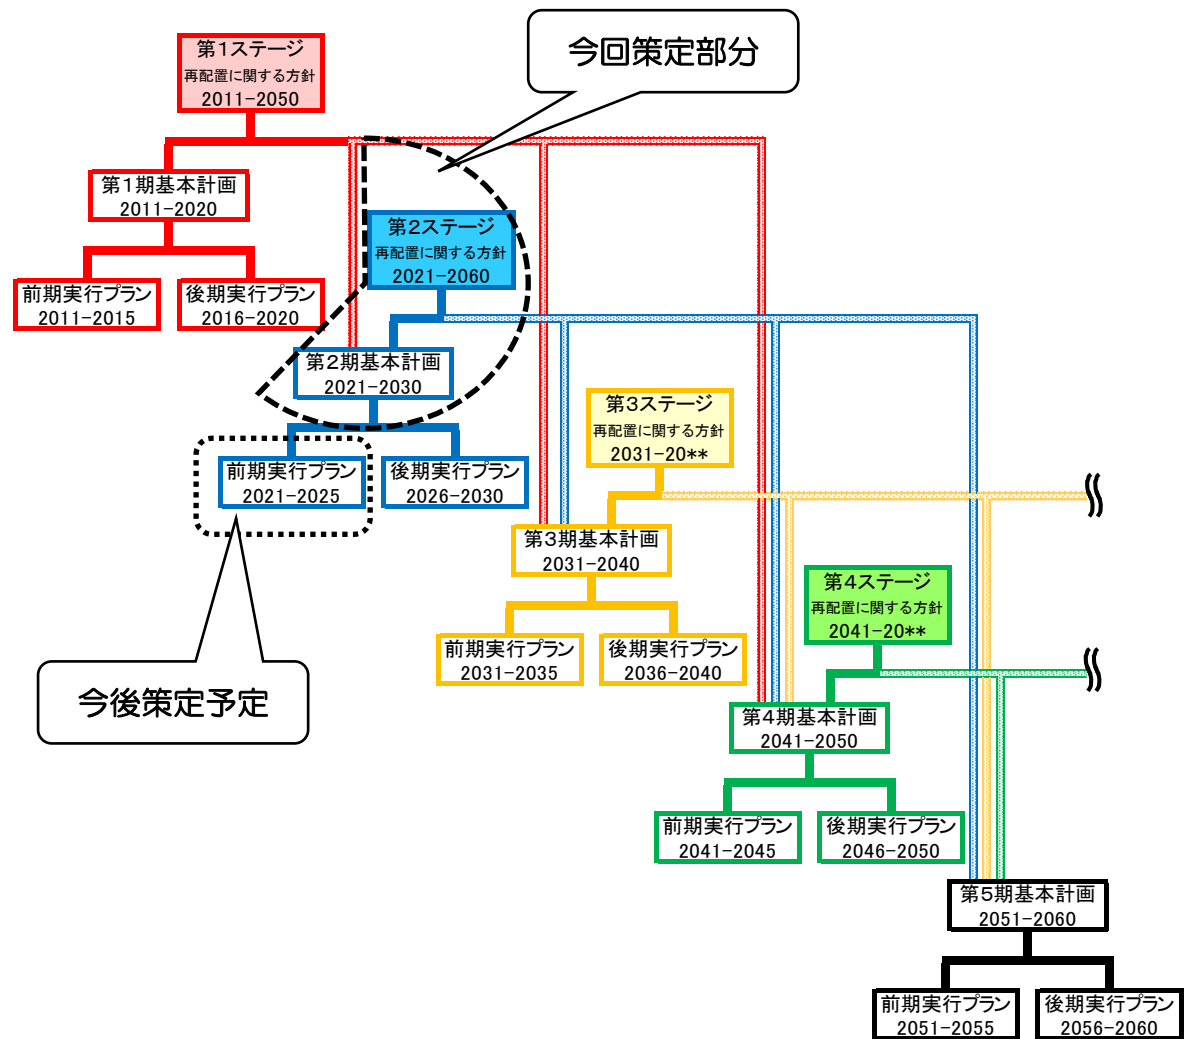 今回策定部分
第1ステージ
再配置に関する方針
2011-2050
第1期基本計画
2011-2020
前期実行プラン
2011-2015
後期実行プラン
2016-2020
第2ステージ
再配置に関する方針
2021-2060
第2期基本計画
2021-2030
前期実行プラン
2021-2025
後期実行プラン
2026-2030
今後策定予定
第3ステージ
再配置に関する方針
2031-20**
第3期基本計画
2031-2040
前期実行プラン
2031-2035
後期実行プラン
2036-2040
第4ステージ
再配置に関する方針
2041-20**
第4期基本計画
2041-2050
前期実行プラン
2041-2045
後期実行プラン
2046-2050
第5期基本計画
2051-2060
前期実行プラン
2051-2055
後期実行プラン
2056-2060